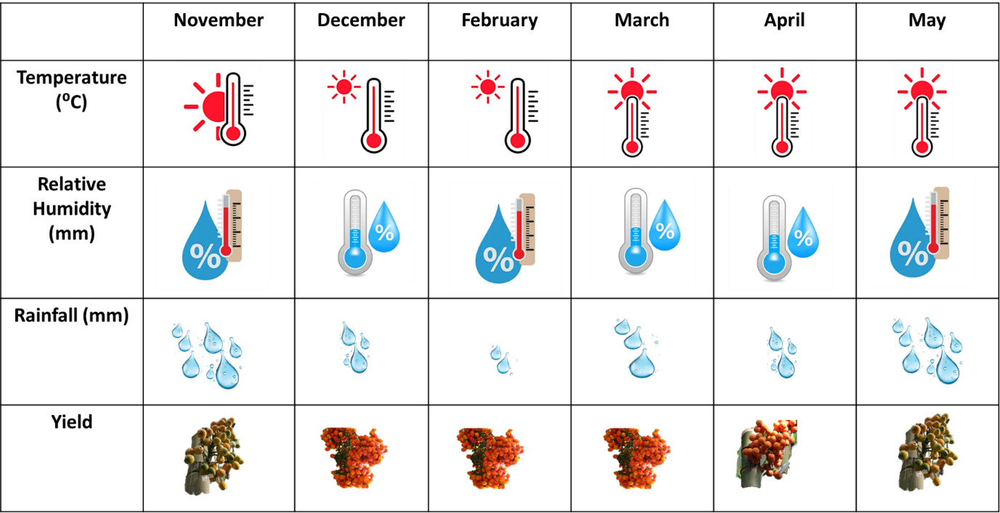 November December February March April May
Temperature
(⁰C)
Relative
Humidity
(mm)
% % % % % %
Rainfall (mm)
Yield